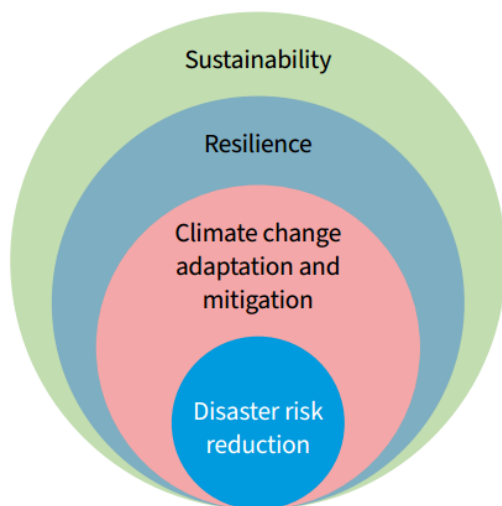 Sustainability
Resilience
Climate change
adaptation and
mitigation
Disaster risk
reduction